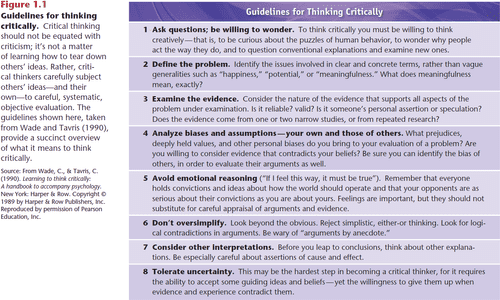 Figure 1.1
Guidelines for thinking
critically. Critical thinking
should not be equated with
criticism; it's not a matter
of learning how to tear down
others' ideas. Rather, criti-
cal thinkers carefully subject
others' ideas—and their
own—to careful, systematic,
objective evaluation. The
guidelines shown here, taken
from Wade and Tavris (1990),
provide a succinct overview
of what it means to think
critically.
Source: From Wade, C., & Tavris, C.
(1990). Learning to think critically:
A handbook to accompany psychology.
New York: Harper & Row. Copyright ©
1989 by Harper & Row Publishers, Inc.
Reproduced by permission of Pearson
Education, Inc.
Guidelines for Thinking Critically
1 Ask questions; be willing to wonder. To think critically you must be willing to think
creatively—that is, to be curious about the puzzles of human behavior, to wonder why people
act the way they do, and to question conventional explanations and examine new ones.
2 Define the problem. Identify the issues involved in clear and concrete terms, rather than vague
generalities such as "happiness," "potential," or "meaningfulness." What does meaningfulness
mean, exactly?
3 Examine the evidence. Consider the nature of the evidence that supports all aspects of the
problem under examination. Is it reliable? valid? Is it someone's personal assertion or speculation?
Does the evidence come from one or two narrow studies, or from repeated research?
4 Analyze biases and assumptions—your own and those of others. What prejudices,
deeply held values, and other personal biases do you bring to your evaluation of a problem? Are
you willing to consider evidence that contradicts your beliefs? Be sure you can identify the bias of
others, in order to evaluate their arguments as well.
5 Avoid emotional reasoning ("If I feel this way, it must be true"). Remember that everyone
holds convictions and ideas about how the world should operate and that your opponents are as
serious about their convictions as you are about yours. Feelings are important, but they should not
substitute for careful appraisal of arguments and evidence.
6 Don't oversimplify. Look beyond the obvious. Reject simplistic, either-or thinking. Look for log-
ical contradictions in arguments. Be wary of "arguments by anecdote."
7 Consider other interpretations. Before you leap to conclusions, think about other explana-
tions. Be especially careful about assertions of cause and effect.
8 Tolerate uncertainty. This may be the hardest step in becoming a critical thinker, for it requires
the ability to accept some guiding ideas and beliefs—yet the willingness to give them up when
evidence and experience contradict them.